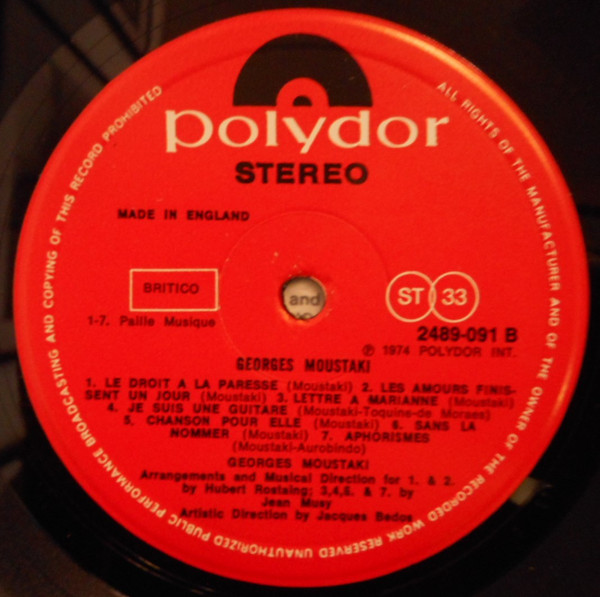 polydor
STEREO
MADE IN ENGLAND
BRITICO
ST 33
1-7. Paille Musique
2489-091 B
℗ 1974 POLYDOR INT.
GEORGES MOUSTAKI
1. LE DROIT A LA PARESSE (Moustaki) 2. LES AMOURS FINIS-
SENT UN JOUR (Moustaki) 3. LETTRE A MARIANNE (Moustaki)
4. JE SUIS UNE GUITARE (Moustaki-Toquine-de Moraes)
5. CHANSON POUR ELLE (Moustaki) 6. SANS LA
NOMMER (Moustaki) 7. APHORISMES
(Moustaki-Aurobindo)
GEORGES MOUSTAKI
Arrangements and Musical Direction for 1. & 2.
by Hubert Rostaing; 3,4,5. & 7. by
Jean Musy
Artistic Direction by Jacques Bedos
ALL RIGHTS OF THE MANUFACTURER AND OF THE OWNER OF THE RECORDED WORK RESERVED UNAUTHORIZED PUBLIC PERFORMANCE BROADCASTING AND COPYING OF THIS RECORD PROHIBITED
and